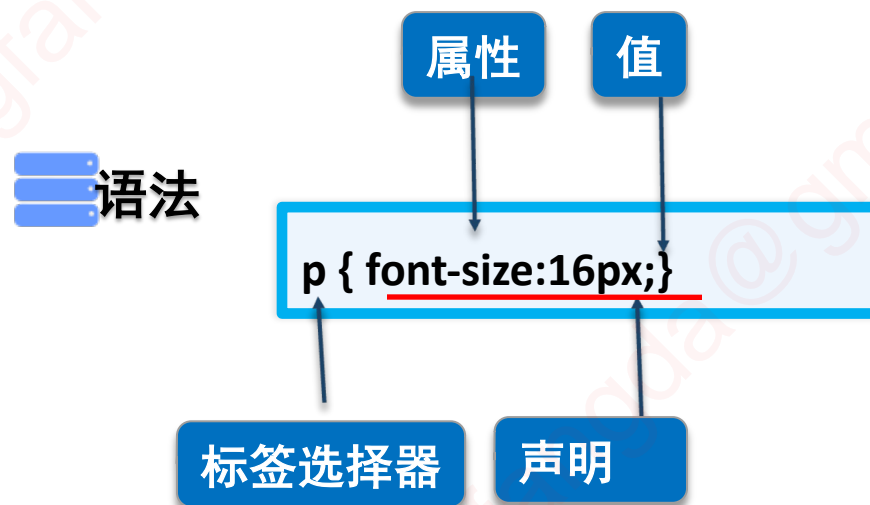 属性
值
语法
p { font-size:16px;}
标签选择器
声明